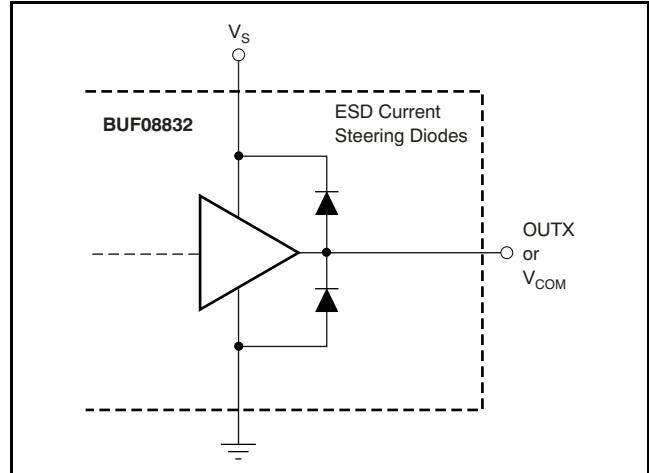 V_S
BUF08832
ESD Current
Steering Diodes
OUTX
or
V_COM